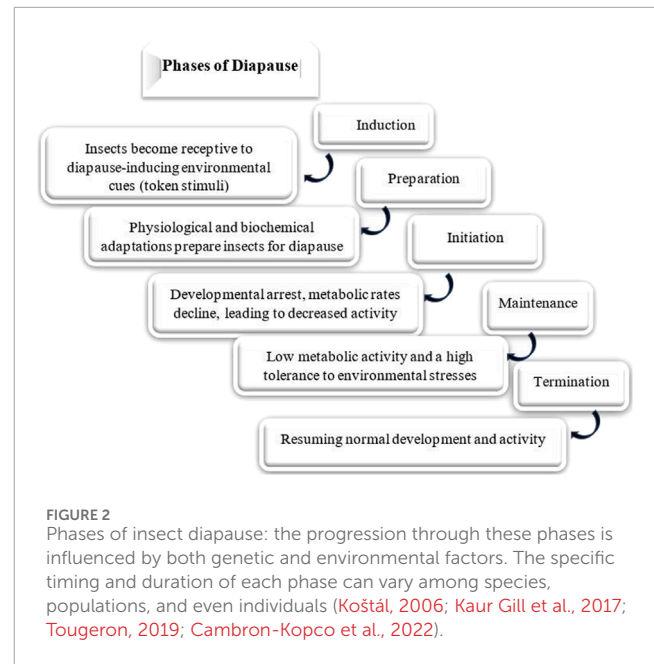 Phases of Diapause
Induction
Insects become receptive to
diapause-inducing environmental
cues (token stimuli)
Preparation
Physiological and biochemical
adaptations prepare insects for diapause
Initiation
Developmental arrest, metabolic rates
decline, leading to decreased activity
Maintenance
Low metabolic activity and a high
tolerance to environmental stresses
Termination
Resuming normal development and activity
FIGURE 2
Phases of insect diapause: the progression through these phases is
influenced by both genetic and environmental factors. The specific
timing and duration of each phase can vary among species,
populations, and even individuals (Koštál, 2006; Kaur Gill et al., 2017;
Tougeron, 2019; Cambron-Kopco et al., 2022).